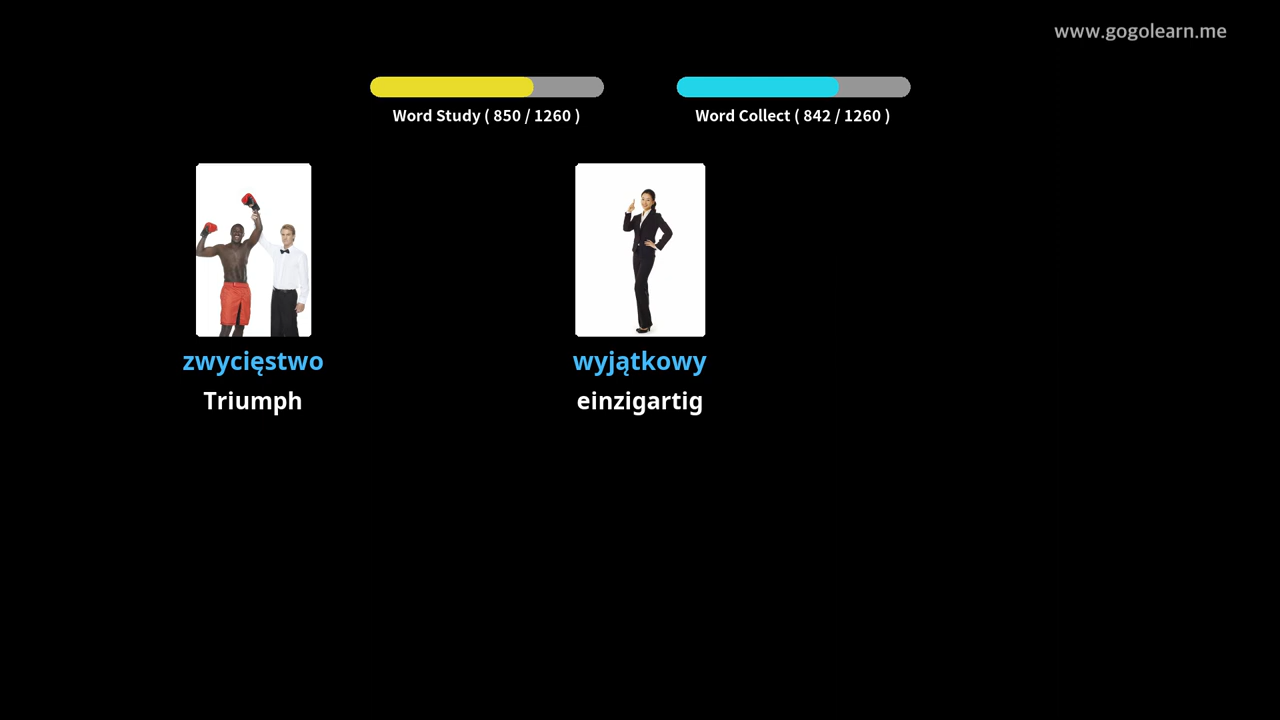 www.gogolearn.me
Word Study ( 850 / 1260 )
Word Collect ( 842 / 1260 )
zwycięstwo
Triumph
wyjątkowy
einzigartig